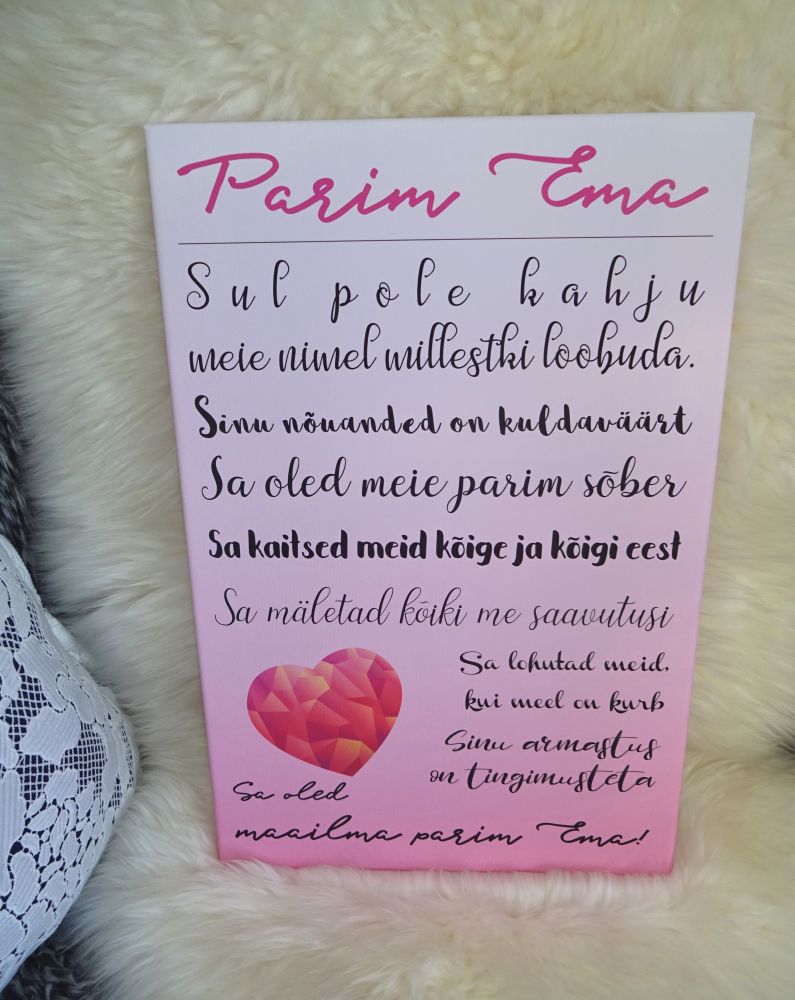 Parim Ema
Sul pole kahju
meie nimel millestki loobuda.
Sinu nõuanded on kuldaväärt
Sa oled meie parim sõber
Sa kaitsed meid kõige ja kõigi eest
Sa mäletad kõiki me saavutusi
Sa lohutad meid,
kui meel on kurb
Sinu armastus
on tingimusteta
Sa oled
maailma parim Ema!